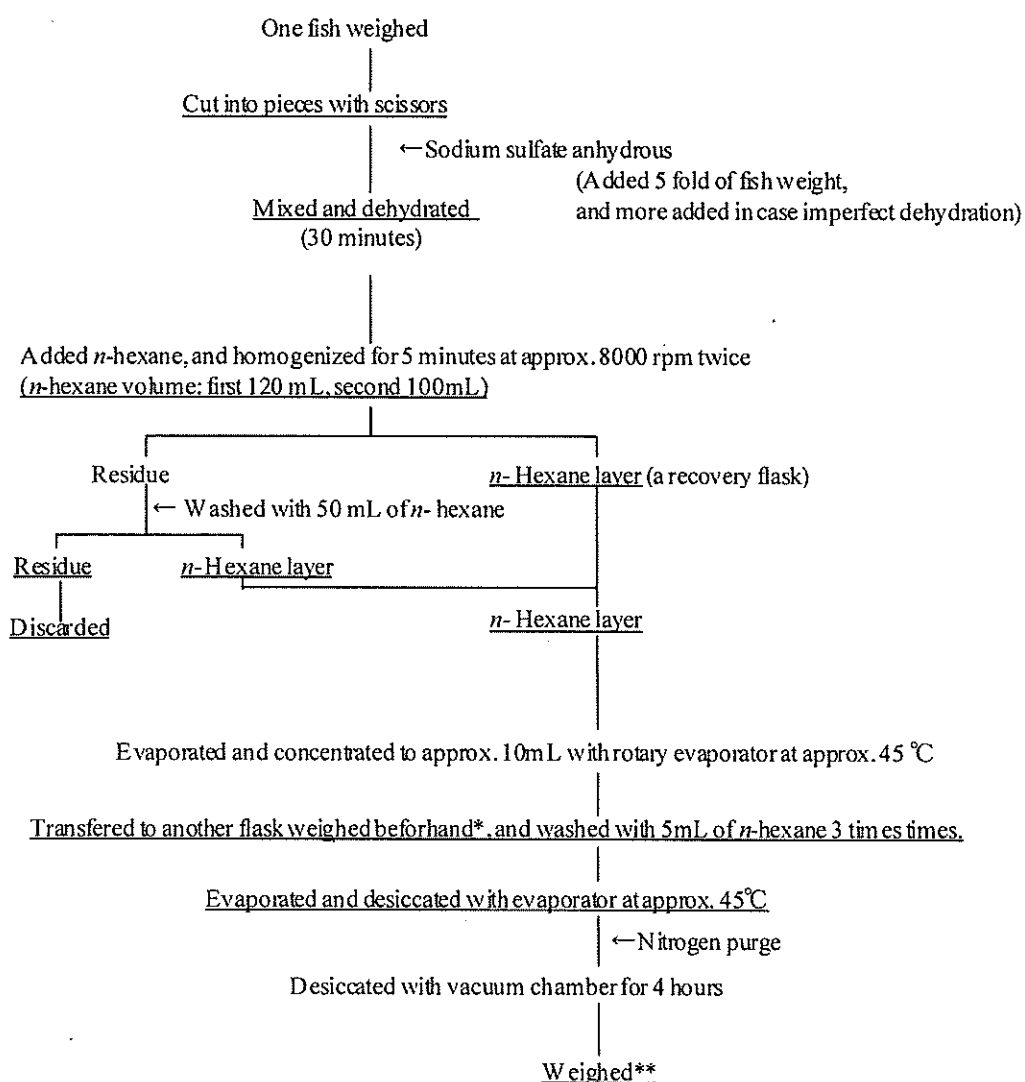 One fish weighed
Cut into pieces with scissors
←Sodium sulfate anhydrous
(Added 5 fold of fish weight,
and more added in case imperfect dehydration)
Mixed and dehydrated
(30 minutes)
Added n-hexane, and homogenized for 5 minutes at approx. 8000 rpm twice
(n-hexane volume: first 120 mL, second 100mL)
Residue
n- Hexane layer (a recovery flask)
← Washed with 50 mL of n- hexane
Residue
n-Hexane layer
Discarded
n- Hexane layer
Evaporated and concentrated to approx. 10mL with rotary evaporator at approx. 45 ℃
Transfered to another flask weighed beforhand*, and washed with 5mL of n-hexane 3 times times.
Evaporated and desiccated with evaporator at approx. 45℃
←Nitrogen purge
Desiccated with vacuum chamber for 4 hours
Weighed**